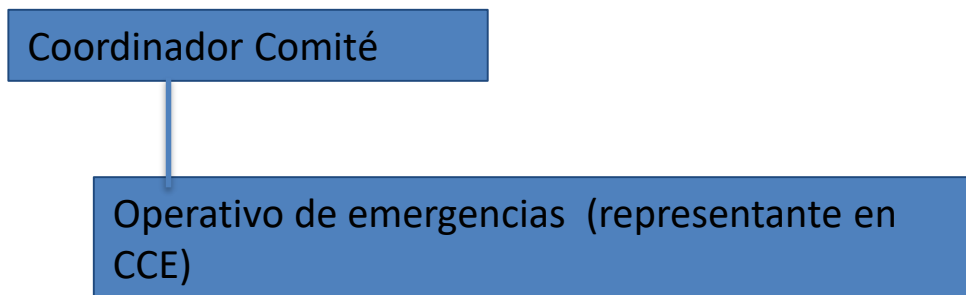 Coordinador Comité
Operativo de emergencias  (representante en
CCE)